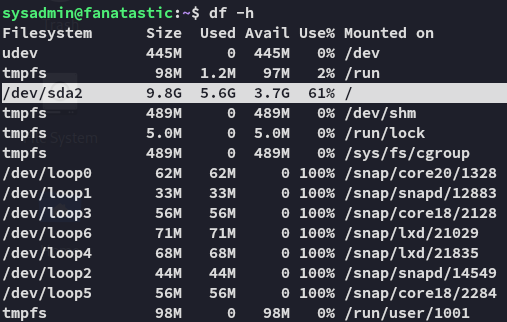 sysadmin@fanatastic:~$ df -h
Filesystem      Size  Used Avail Use% Mounted on
udev            445M     0  445M   0% /dev
tmpfs            98M  1.2M   97M   2% /run
/dev/sda2       9.8G  5.6G  3.7G  61% /
tmpfs           489M     0  489M   0% /dev/shm
tmpfs           5.0M     0  5.0M   0% /run/lock
tmpfs           489M     0  489M   0% /sys/fs/cgroup
/dev/loop0       62M   62M     0 100% /snap/core20/1328
/dev/loop1       33M   33M     0 100% /snap/snapd/12883
/dev/loop3       56M   56M     0 100% /snap/core18/2128
/dev/loop6       71M   71M     0 100% /snap/lxd/21029
/dev/loop4       68M   68M     0 100% /snap/lxd/21835
/dev/loop2       44M   44M     0 100% /snap/snapd/14549
/dev/loop5       56M   56M     0 100% /snap/core18/2284
tmpfs            98M     0   98M   0% /run/user/1001